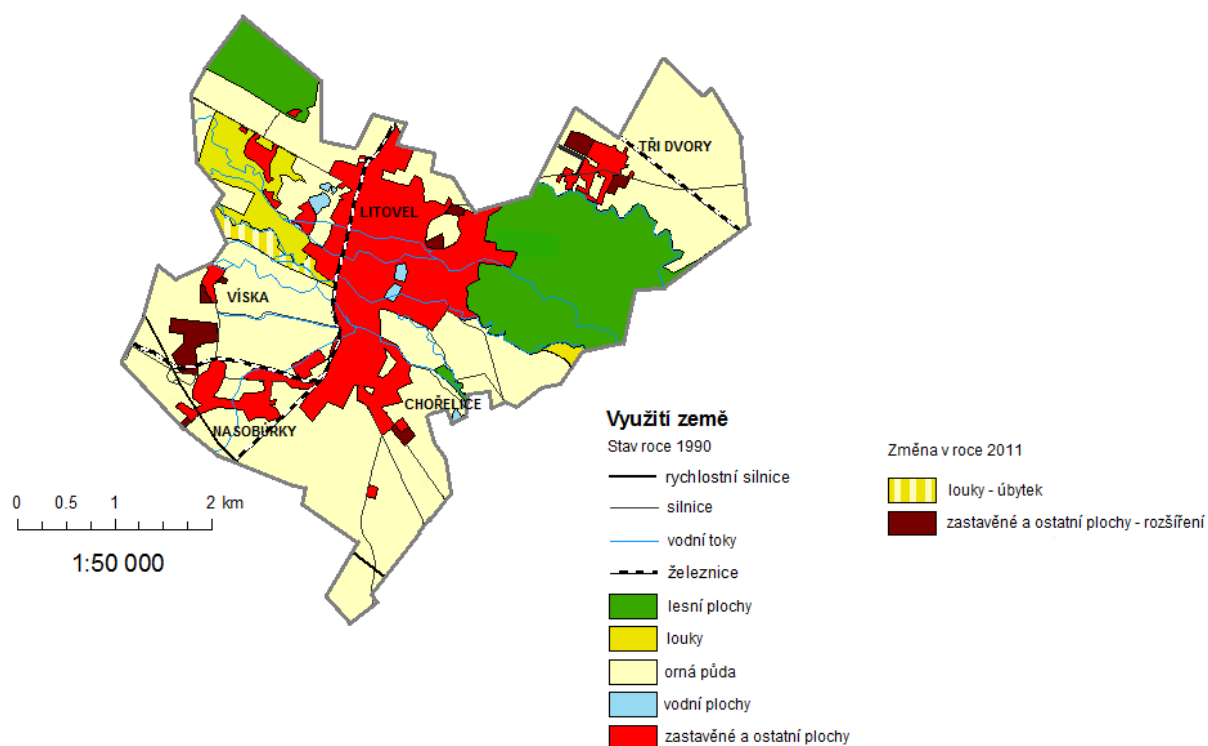 TŘI DVORY
LITOVEL
VÍSKA
CHOŘELICE
NASOBŮRKY
0 0.5 1 2 km
1:50 000
Využití země
Stav roce 1990
rychlostní silnice
silnice
vodní toky
železnice
lesní plochy
louky
orná půda
vodní plochy
zastavěné a ostatní plochy
Změna v roce 2011
louky - úbytek
zastavěné a ostatní plochy - rozšíření